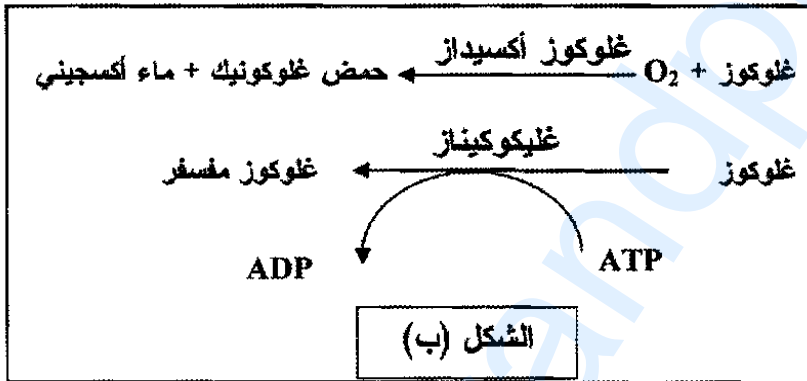 غلوكوز أكسيداز
غلوكوز + O₂ حمض غلوكونيك + ماء أكسجيني
غليكوكيناز
غلوكوز غلوكوز مفسفر
ATP ADP
الشكل (ب)